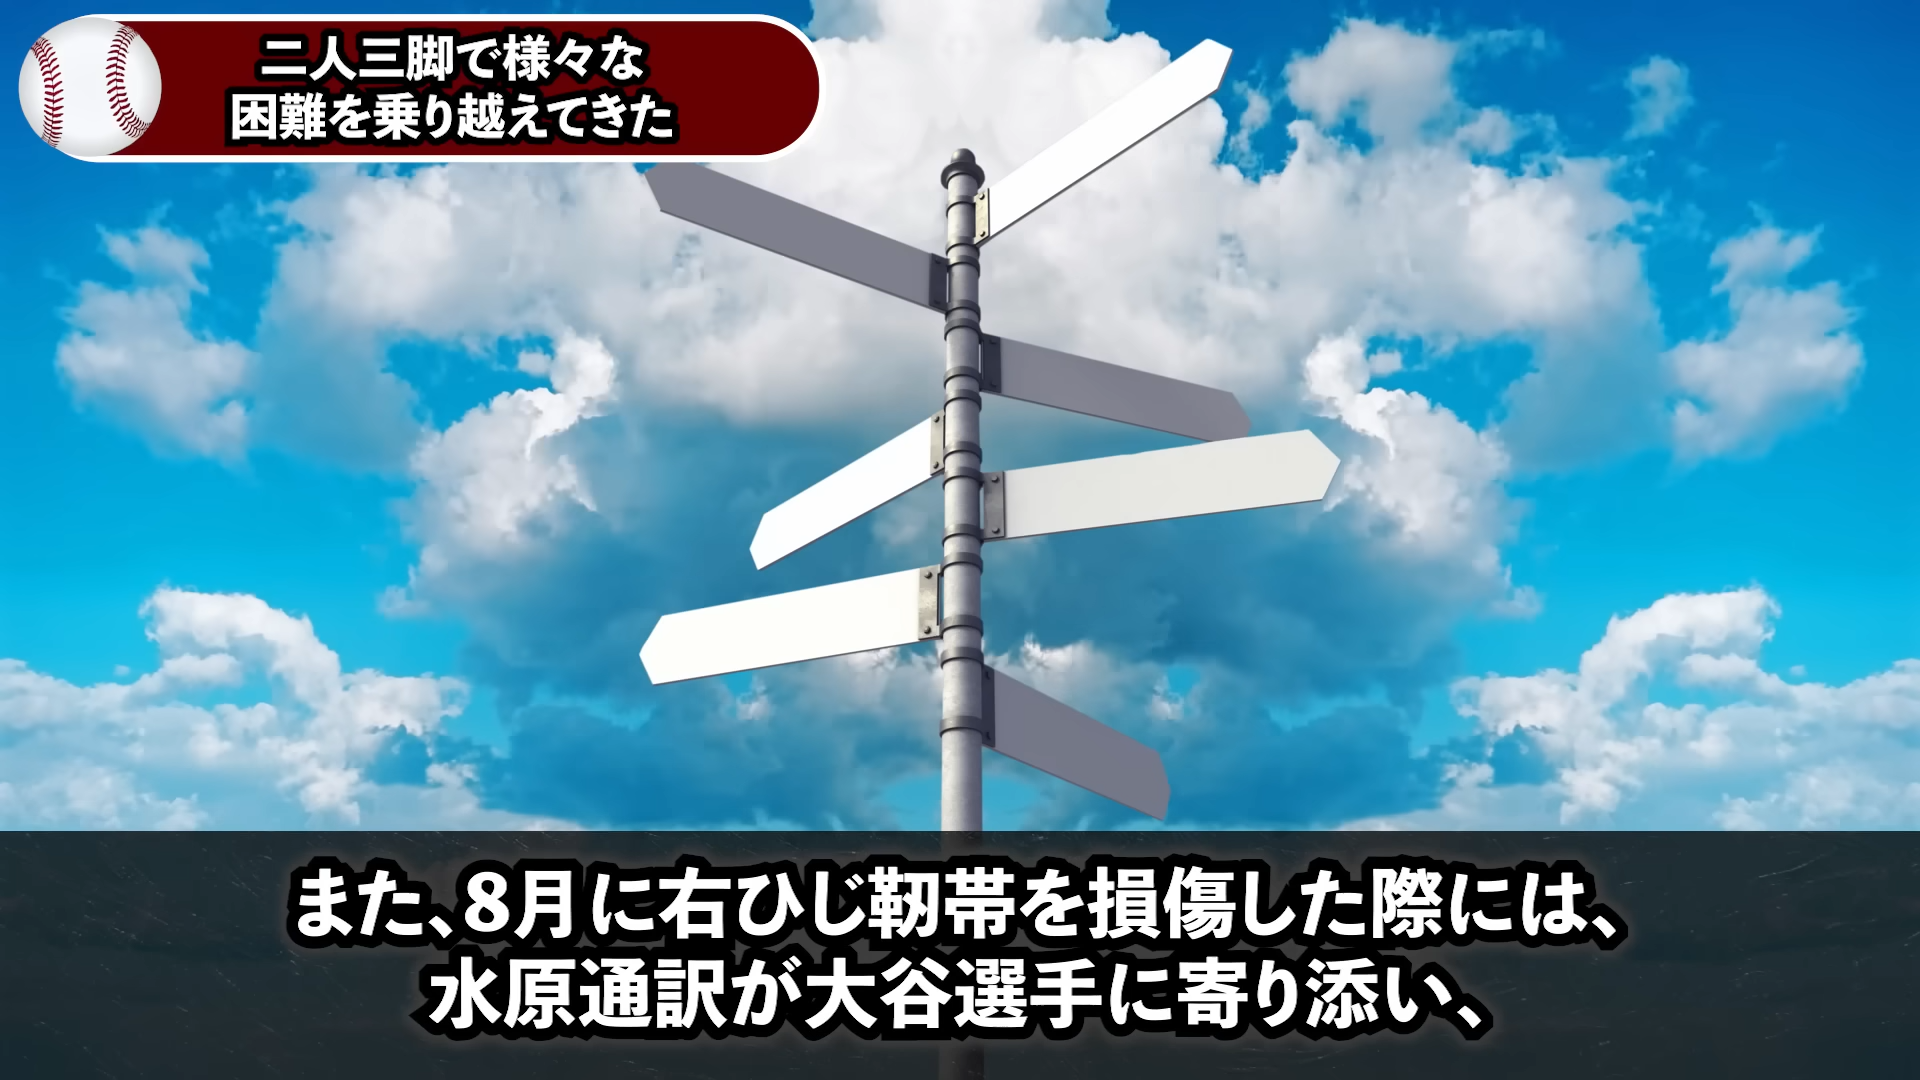 二人三脚で様々な
困難を乗り越えてきた
また、8月に右ひじ靭帯を損傷した際には、
水原通訳が大谷選手に寄り添い、